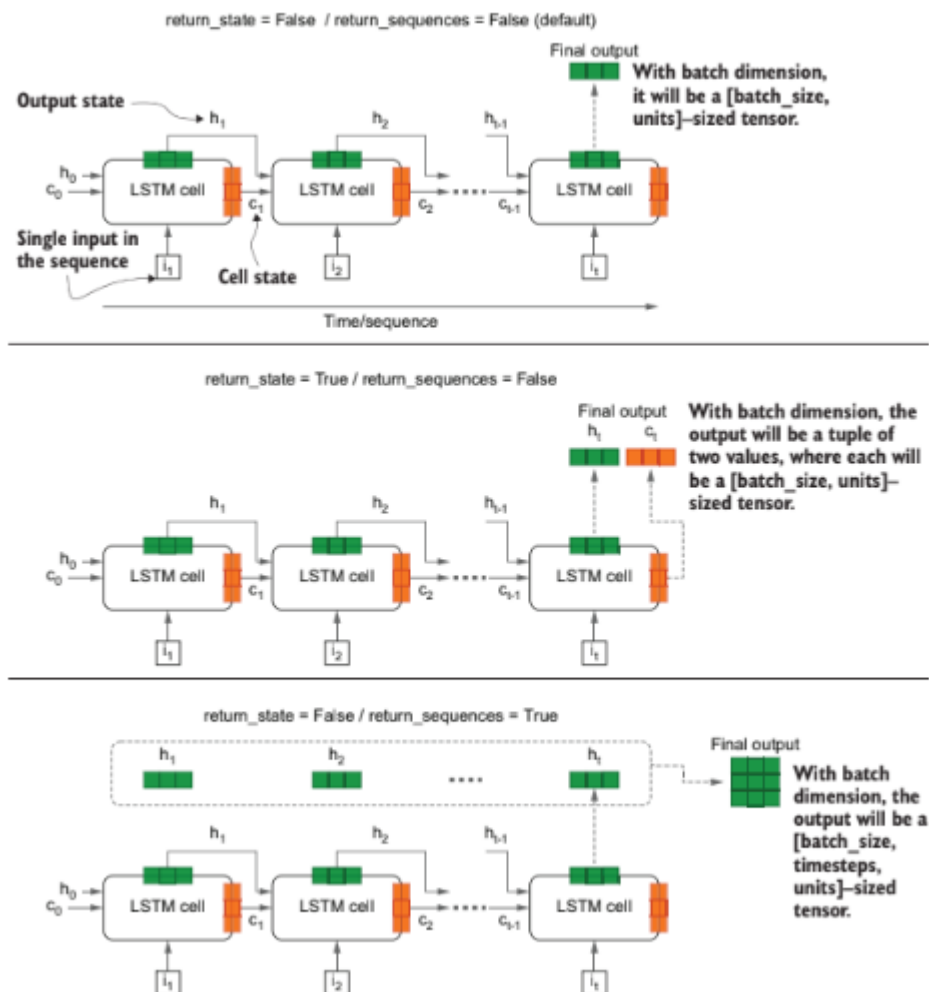 return_state = False / return_sequences = False (default)
Final output
With batch dimension,
it will be a [batch_size,
units]–sized tensor.
Output state
h1
h2
ht-1
h0
c0
LSTM cell
LSTM cell
LSTM cell
c1
c2
ct-1
Single input in
the sequence
i1
Cell state
i2
it
Time/sequence
return_state = True / return_sequences = False
Final output
ht
ct
With batch dimension, the
output will be a tuple of
two values, where each will
be a [batch_size, units]–
sized tensor.
h1
h2
ht-1
h0
c0
LSTM cell
LSTM cell
LSTM cell
c1
c2
ct-1
i1
i2
it
return_state = False / return_sequences = True
h1
h2
ht
Final output
With batch
dimension, the
output will be a
[batch_size,
timesteps,
units]–sized
tensor.
h1
h2
ht-1
h0
c0
LSTM cell
LSTM cell
LSTM cell
c1
c2
ct-1
i1
i2
it